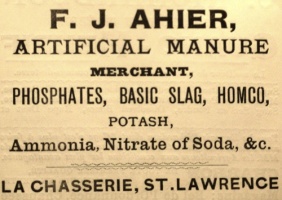 F. J. AHIER,
ARTIFICIAL MANURE
MERCHANT,
PHOSPHATES, BASIC SLAG, HOMCO,
POTASH,
Ammonia, Nitrate of Soda, &c.
LA CHASSERIE, ST. LAWRENCE